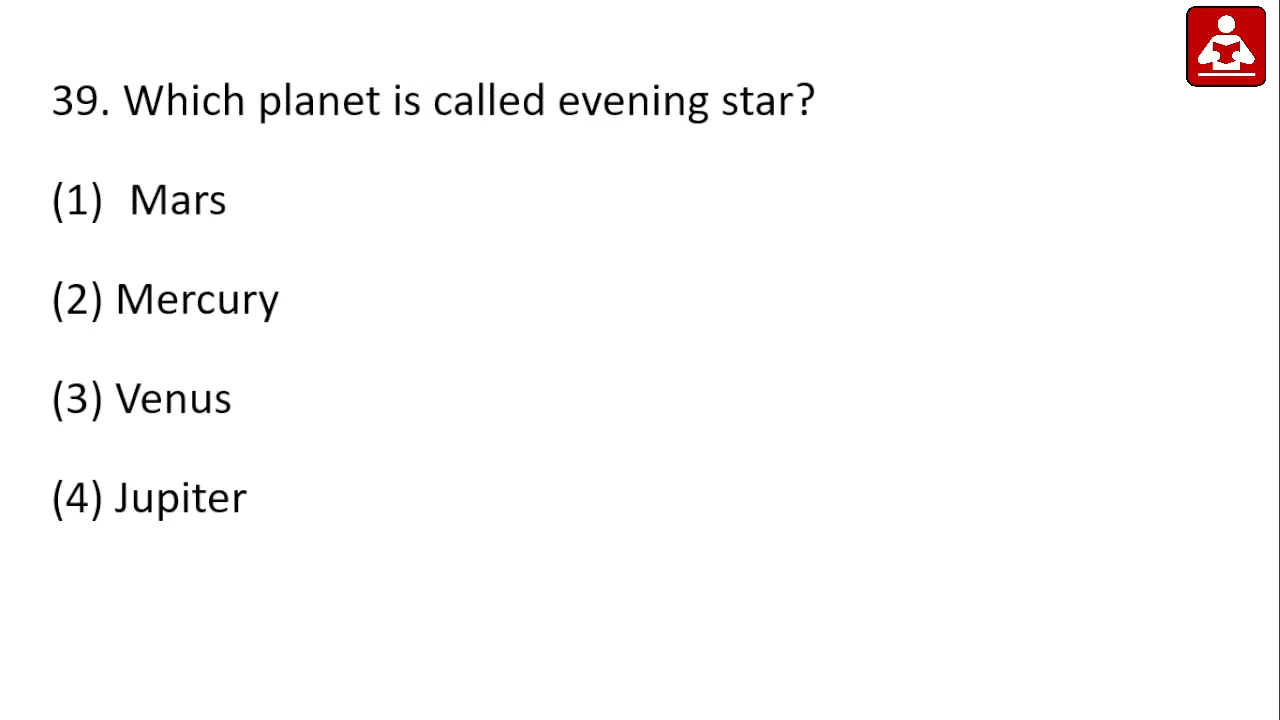 39. Which planet is called evening star?
(1) Mars
(2) Mercury
(3) Venus
(4) Jupiter